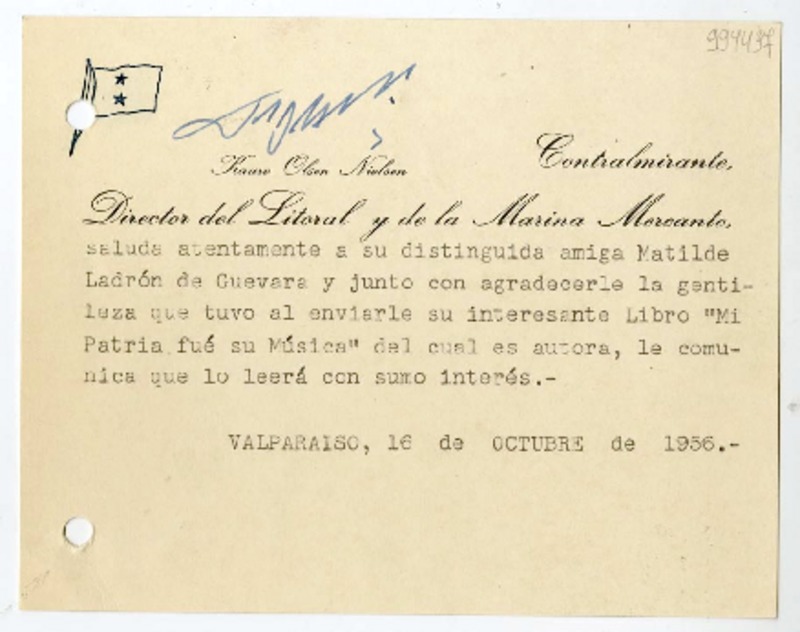 994437
Kaare Olsen Nielsen
Contralmirante,
Director del Litoral y de la Marina Mercante,
saluda atentamente a su distinguida amiga Matilde
Ladrón de Guevara y junto con agradecerle la genti-
leza que tuvo al enviarle su interesante Libro "Mi
Patria fué su Música" del cual es autora, le comu-
nica que lo leerá con sumo interés.-
VALPARAISO, 16 de OCTUBRE de 1956.-